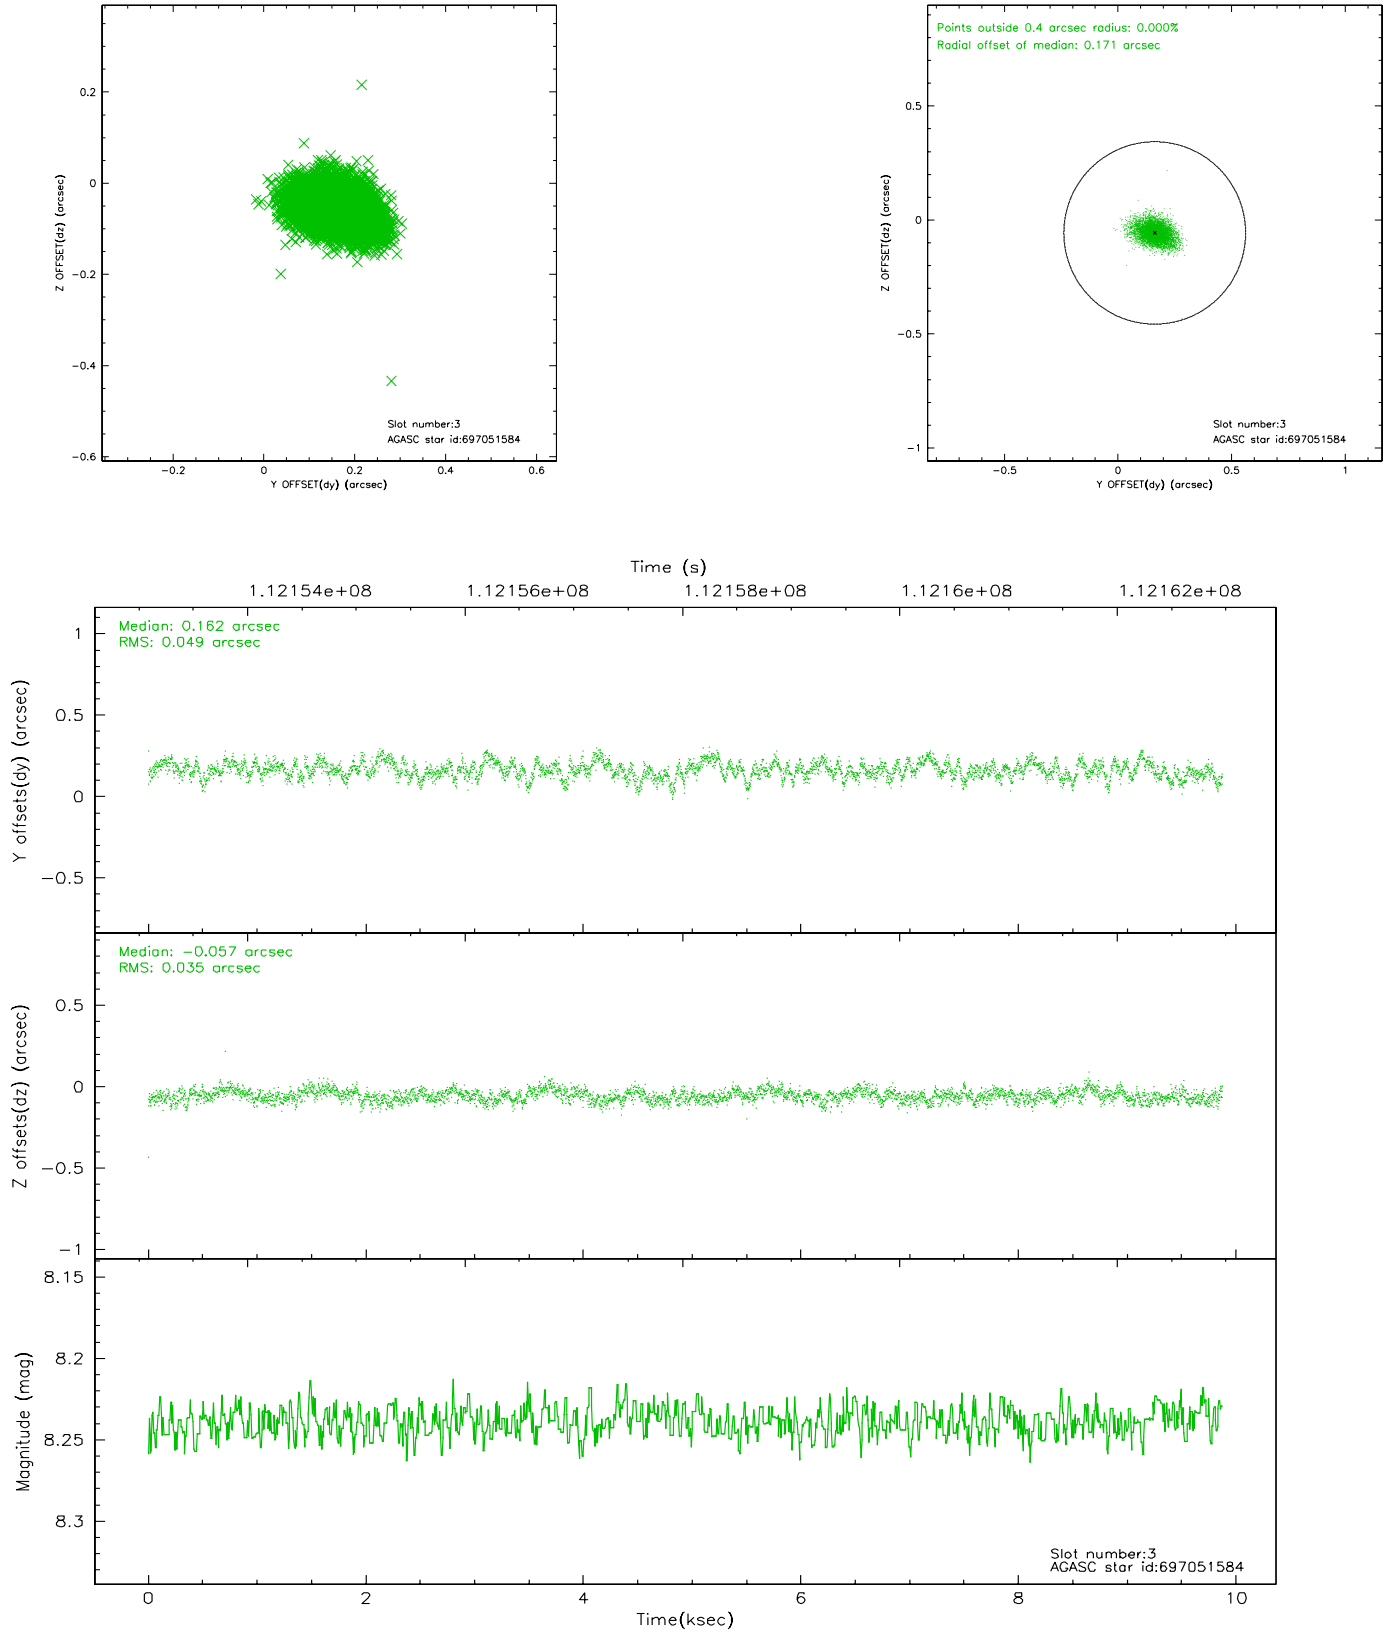 0.2
0
-0.2
-0.4
-0.6
Z OFFSET(dz) (arcsec)
-0.2
0
0.2
0.4
0.6
Y OFFSET(dy) (arcsec)
Slot number:3
AGASC star id:697051584
Points outside 0.4 arcsec radius: 0.000%
Radial offset of median: 0.171 arcsec
0.5
0
-0.5
-1
Z OFFSET(dz) (arcsec)
-0.5
0
0.5
1
Y OFFSET(dy) (arcsec)
Slot number:3
AGASC star id:697051584
Time (s)
1.12154e+08
1.12156e+08
1.12158e+08
1.1216e+08
1.12162e+08
Median: 0.162 arcsec
RMS: 0.049 arcsec
1
0.5
0
-0.5
Y offsets(dy) (arcsec)
Median: -0.057 arcsec
RMS: 0.035 arcsec
0.5
0
-0.5
-1
Z offsets(dz) (arcsec)
8.15
8.2
8.25
8.3
Magnitude (mag)
Slot number:3
AGASC star id:697051584
0
2
4
6
8
10
Time(ksec)